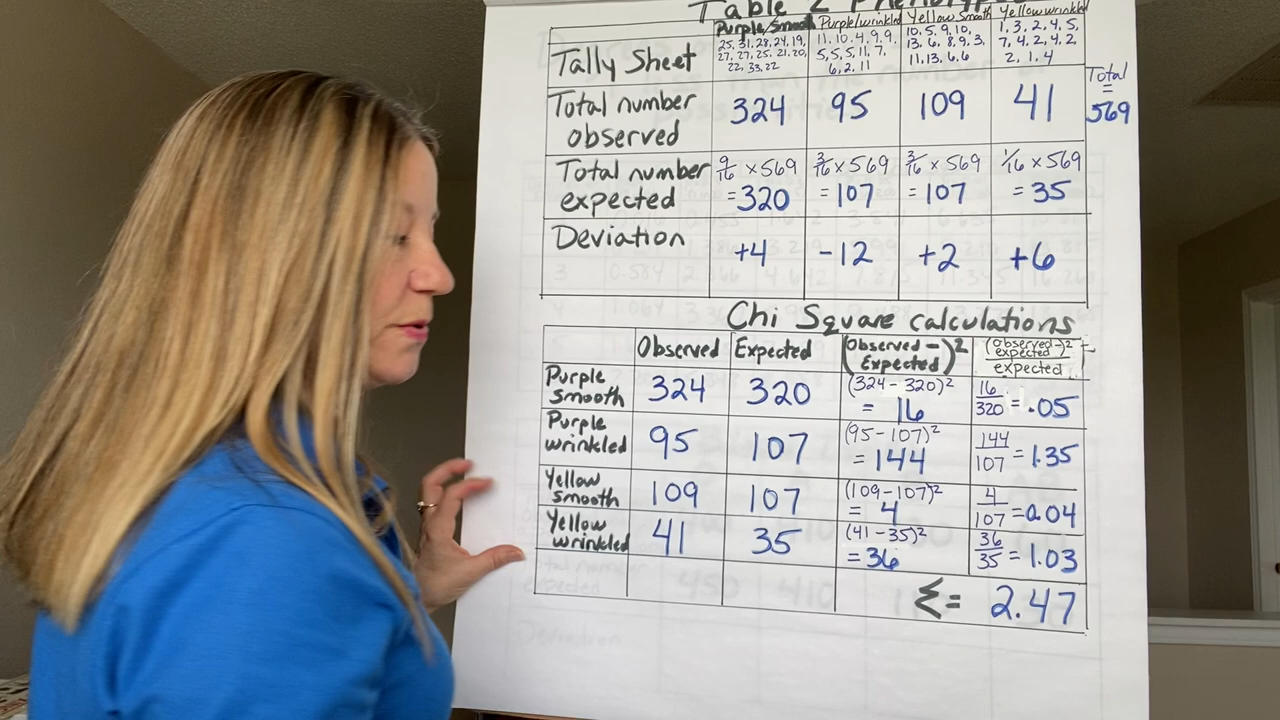 Table 2 Phenotypes
Purple/Smooth Purple/wrinkled Yellow Smooth Yellow wrinkled
Tally Sheet
25, 31, 28, 24, 19,
27, 27, 25, 21, 20,
22, 33, 22
11, 10, 4, 9, 9,
5, 5, 5, 11, 7,
6, 2, 11
10, 5, 9, 10,
13, 6, 8, 9, 3,
11, 13, 6, 6
1, 3, 2, 4, 5,
7, 4, 2, 4, 2,
2, 1, 4
Total
=
569
Total number
observed
324 95 109 41
Total number
expected
9/16 x 569 3/16 x 569 3/16 x 569 1/16 x 569
=320 =107 =107 =35
Deviation +4 -12 +2 +6
Chi Square calculations
Observed Expected
(Observed -
Expected)2
(observed -
expected)2
expected
Purple
smooth
324 320
(324 - 320)2
= 16
16
320
= .05
Purple
wrinkled
95 107
(95 - 107)2
= 144
144
107
= 1.35
Yellow
smooth
109 107
(109 - 107)2
= 4
4
107
= 0.04
Yellow
wrinkled
41 35
(41 - 35)2
= 36
36
35
= 1.03
Σ= 2.47